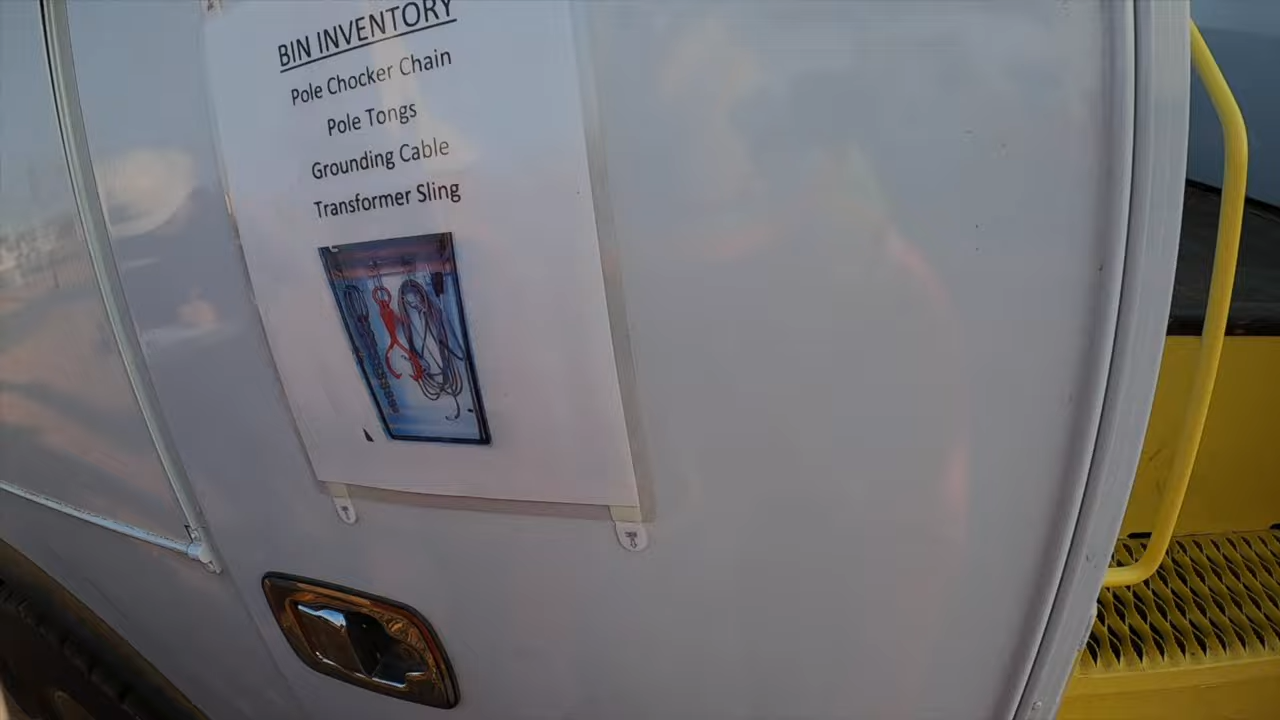 BIN INVENTORY
Pole Chocker Chain
Pole Tongs
Grounding Cable
Transformer Sling